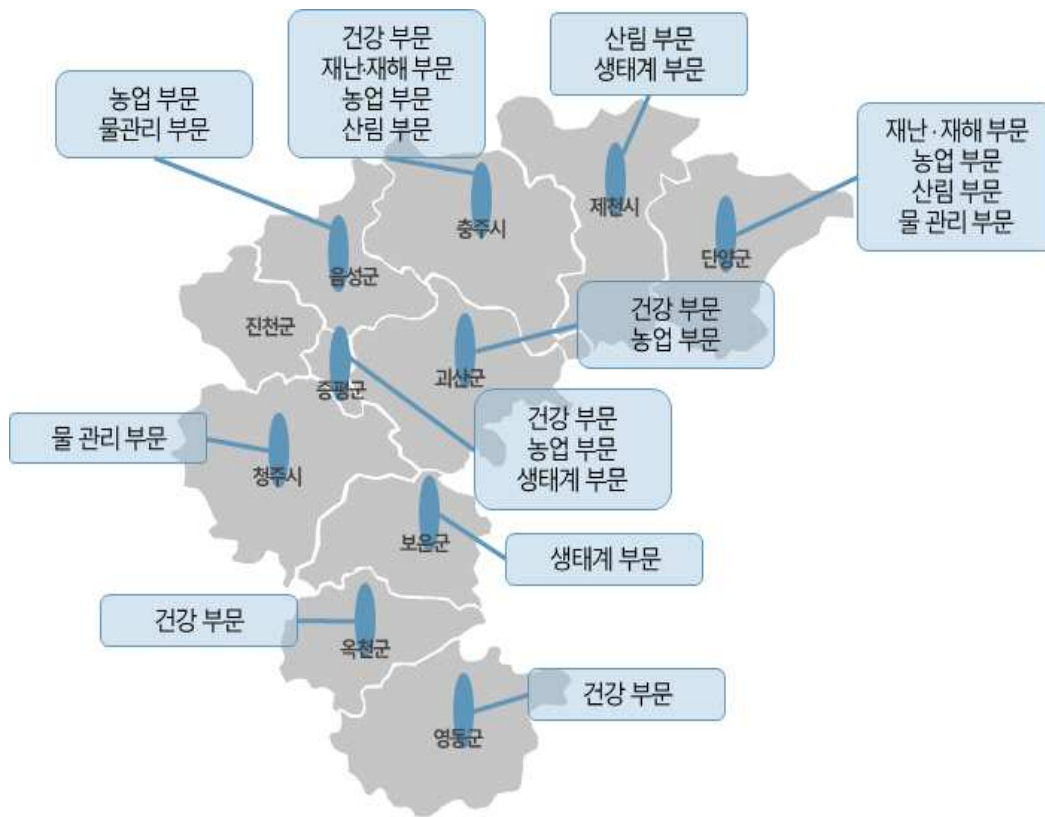 건강 부문
재난·재해 부문
농업 부문
산림 부문
산림 부문
생태계 부문
농업 부문
물관리 부문
재난 · 재해 부문
농업 부문
산림 부문
물 관리 부문
제천시
충주시
단양군
음성군
건강 부문
농업 부문
진천군
괴산군
증평군
건강 부문
농업 부문
생태계 부문
물 관리 부문
청주시
보은군
생태계 부문
건강 부문
옥천군
건강 부문
영동군